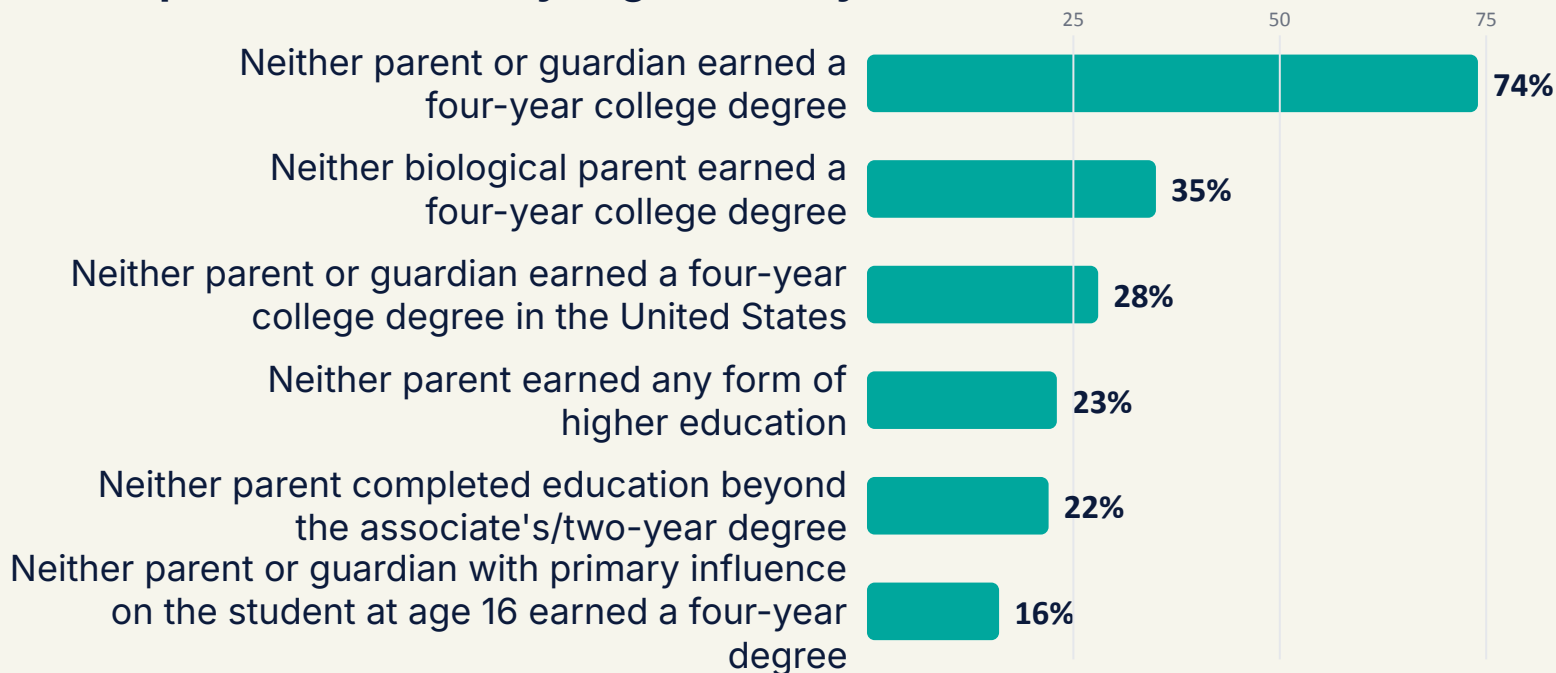 25 50 75
Neither parent or guardian earned a
four-year college degree
74%
Neither biological parent earned a
four-year college degree
35%
Neither parent or guardian earned a four-year
college degree in the United States
28%
Neither parent earned any form of
higher education
23%
Neither parent completed education beyond
the associate's/two-year degree
22%
Neither parent or guardian with primary influence
on the student at age 16 earned a four-year
degree
16%